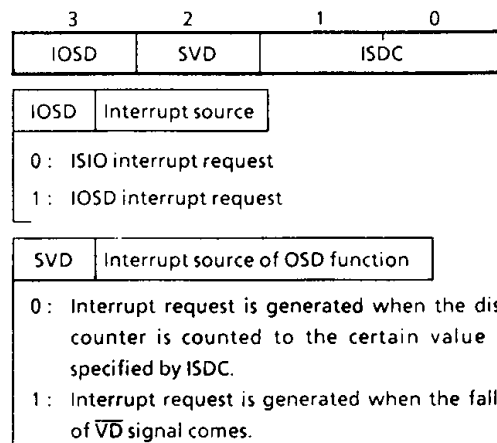 3 2 1 0
IOSD SVD ISDC
IOSD Interrupt source
0 : ISIO interrupt request
1 : IOSD interrupt request
SVD Interrupt source of OSD function
0 : Interrupt request is generated when the dis
counter is counted to the certain value
specified by ISDC.
1 : Interrupt request is generated when the fall
of V̅D̅ signal comes.